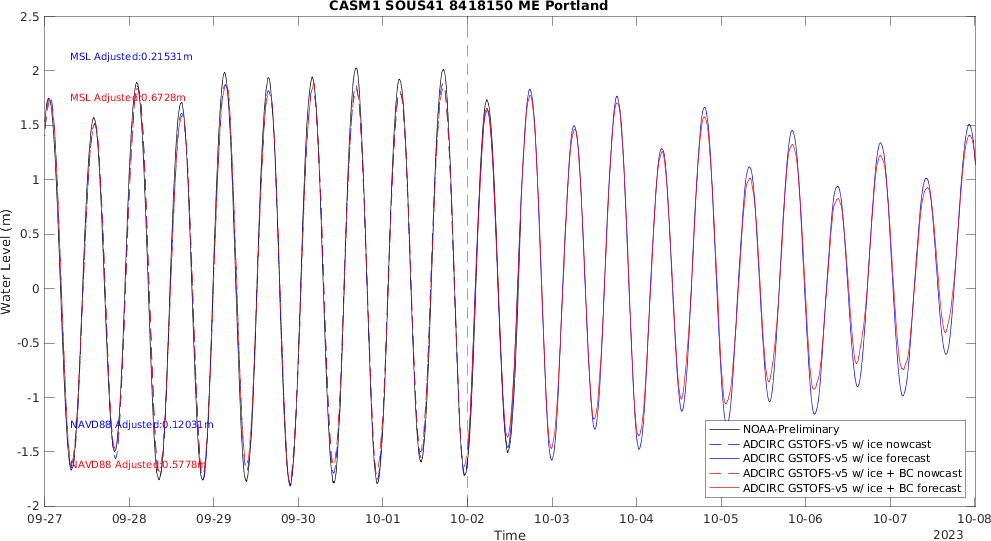 CASM1 SOUS41 8418150 ME Portland
2.5
2
1.5
1
0.5
0
-0.5
-1
-1.5
-2
Water Level (m)
MSL Adjusted:0.21531m
MSL Adjusted:0.6728m
NAVD88 Adjusted:0.12031m
NAVD88 Adjusted:0.5778m
NOAA-Preliminary
ADCIRC GSTOFS-v5 w/ ice nowcast
ADCIRC GSTOFS-v5 w/ ice forecast
ADCIRC GSTOFS-v5 w/ ice + BC nowcast
ADCIRC GSTOFS-v5 w/ ice + BC forecast
09-27 09-28 09-29 09-30 10-01 10-02 10-03 10-04 10-05 10-06 10-07 10-08
Time
2023